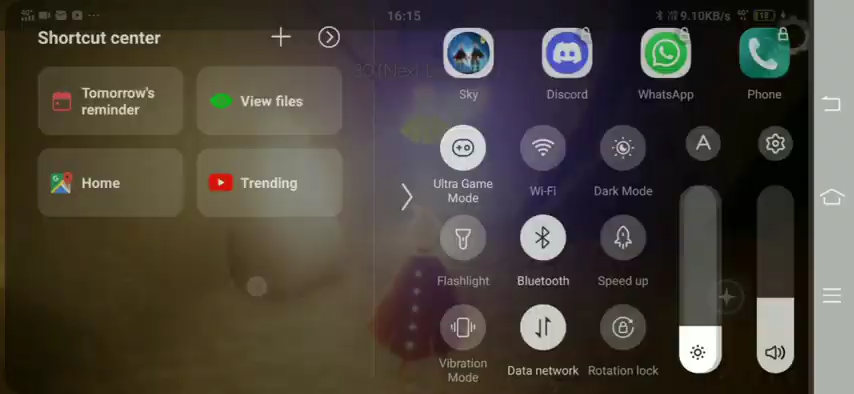 16:15
9.10KB/s
18
Shortcut center
Tomorrow's
reminder
View files
Home
Trending
Sky
Discord
WhatsApp
Phone
A
Ultra Game
Mode
Wi-Fi
Dark Mode
Flashlight
Bluetooth
Speed up
Vibration
Mode
Data network
Rotation lock